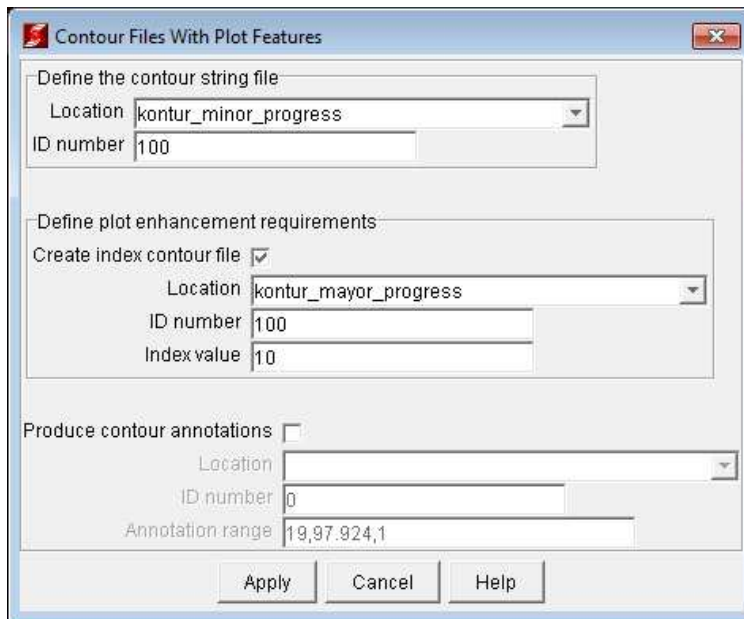 Contour Files With Plot Features
Define the contour string file
Location kontur_minor_progress
ID number 100
Define plot enhancement requirements
Create index contour file
Location kontur_mayor_progress
ID number 100
Index value 10
Produce contour annotations
Location
ID number 0
Annotation range 19,97.924,1
Apply Cancel Help